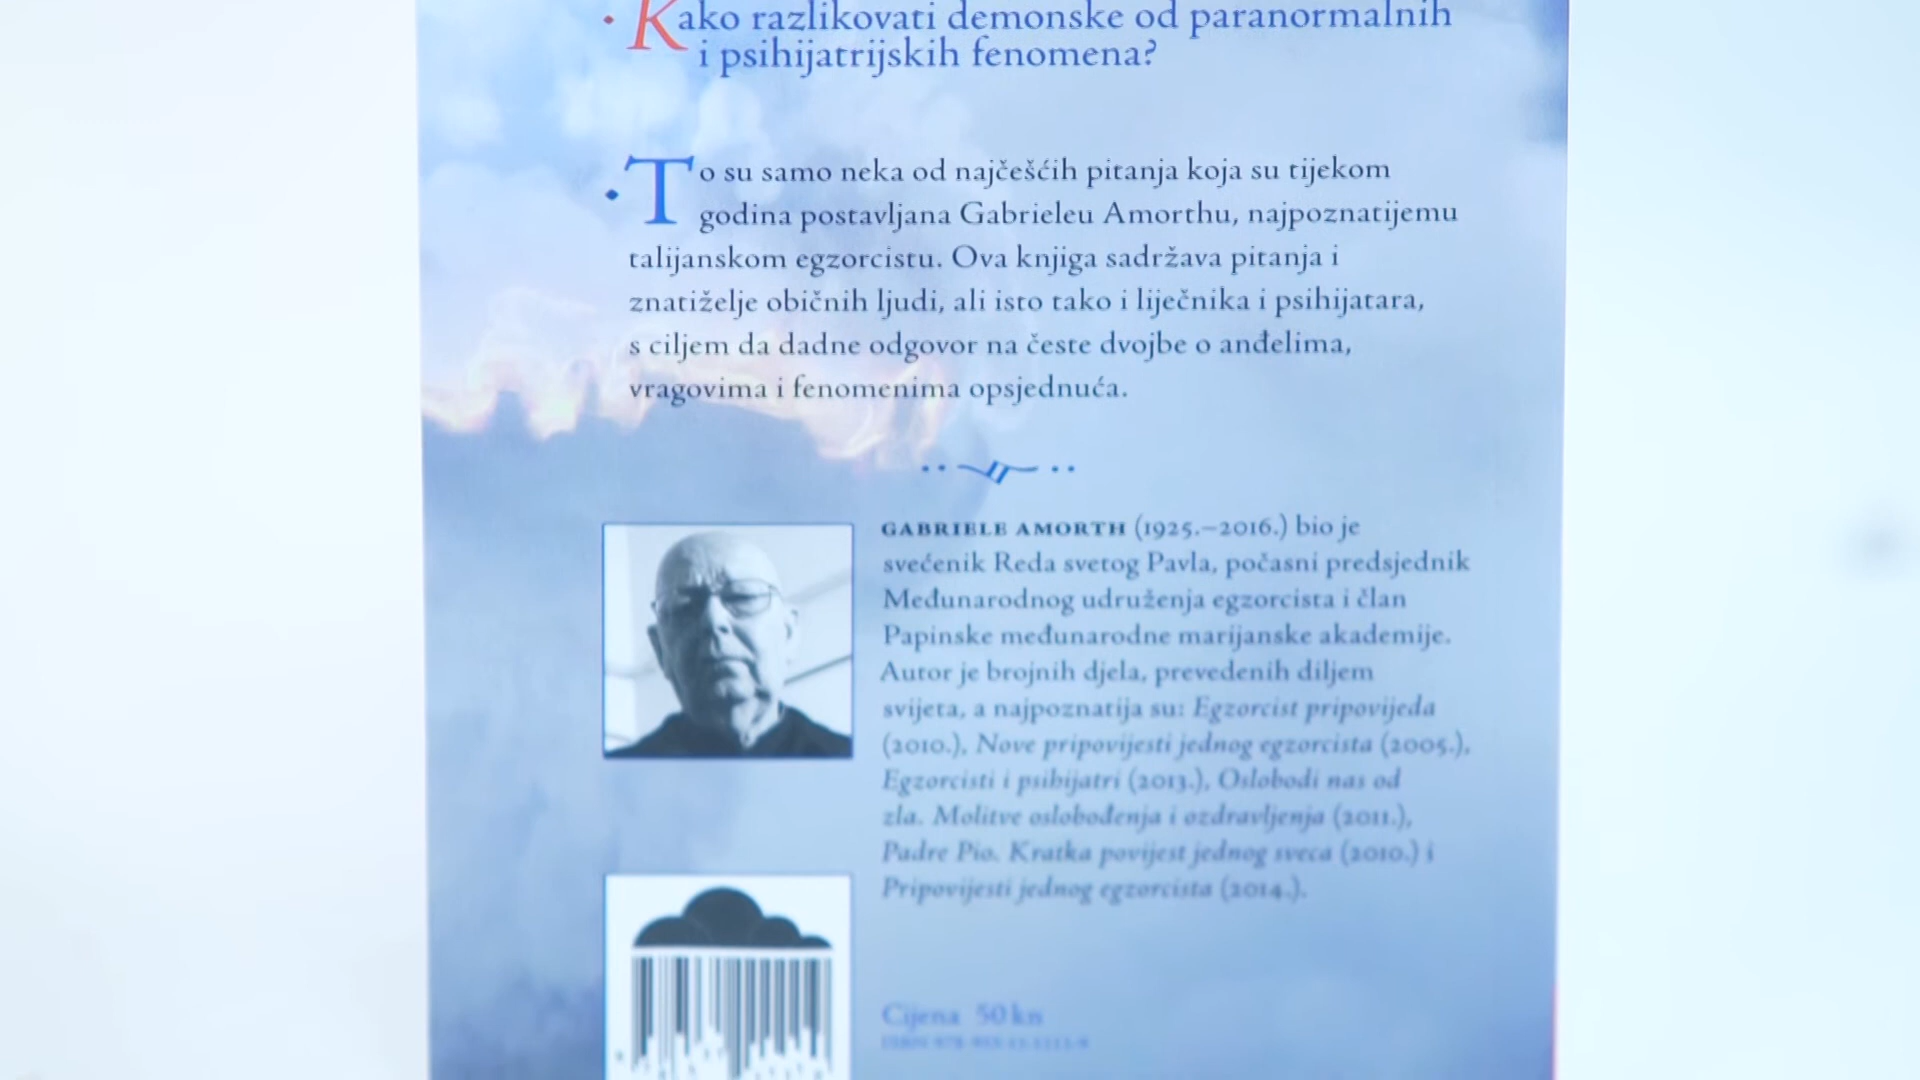 • Kako razlikovati demonske od paranormalnih
i psihijatrijskih fenomena?
• To su samo neka od najčešćih pitanja koja su tijekom
godina postavljana Gabrieleu Amorthu, najpoznatijemu
talijanskom egzorcistu. Ova knjiga sadržava pitanja i
znatiželje običnih ljudi, ali isto tako i liječnika i psihijatara,
s ciljem da dadne odgovor na česte dvojbe o anđelima,
vragovima i fenomenima opsjednuća.
GABRIELE AMORTH (1925.–2016.) bio je
svećenik Reda svetog Pavla, počasni predsjednik
Međunarodnog udruženja egzorcista i član
Papinske međunarodne marijanske akademije.
Autor je brojnih djela, prevedenih diljem
svijeta, a najpoznatija su: Egzorcist pripovijeda
(2010.), Nove pripovijesti jednog egzorcista (2005.),
Egzorcisti i psihijatri (2013.), Oslobodi nas od
zla. Molitve oslobođenja i ozdravljenja (2011.),
Padre Pio. Kratka povijest jednog sveca (2010.) i
Pripovijesti jednog egzorcista (2014.).
Cijena 50 kn